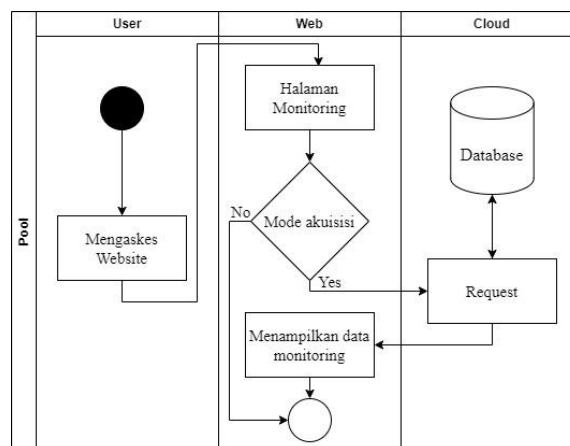 User
Web
Cloud
Pool
Halaman
Monitoring
Database
Mengaskes
Website
No
Mode akuisisi
Yes
Request
Menampilkan data
monitoring